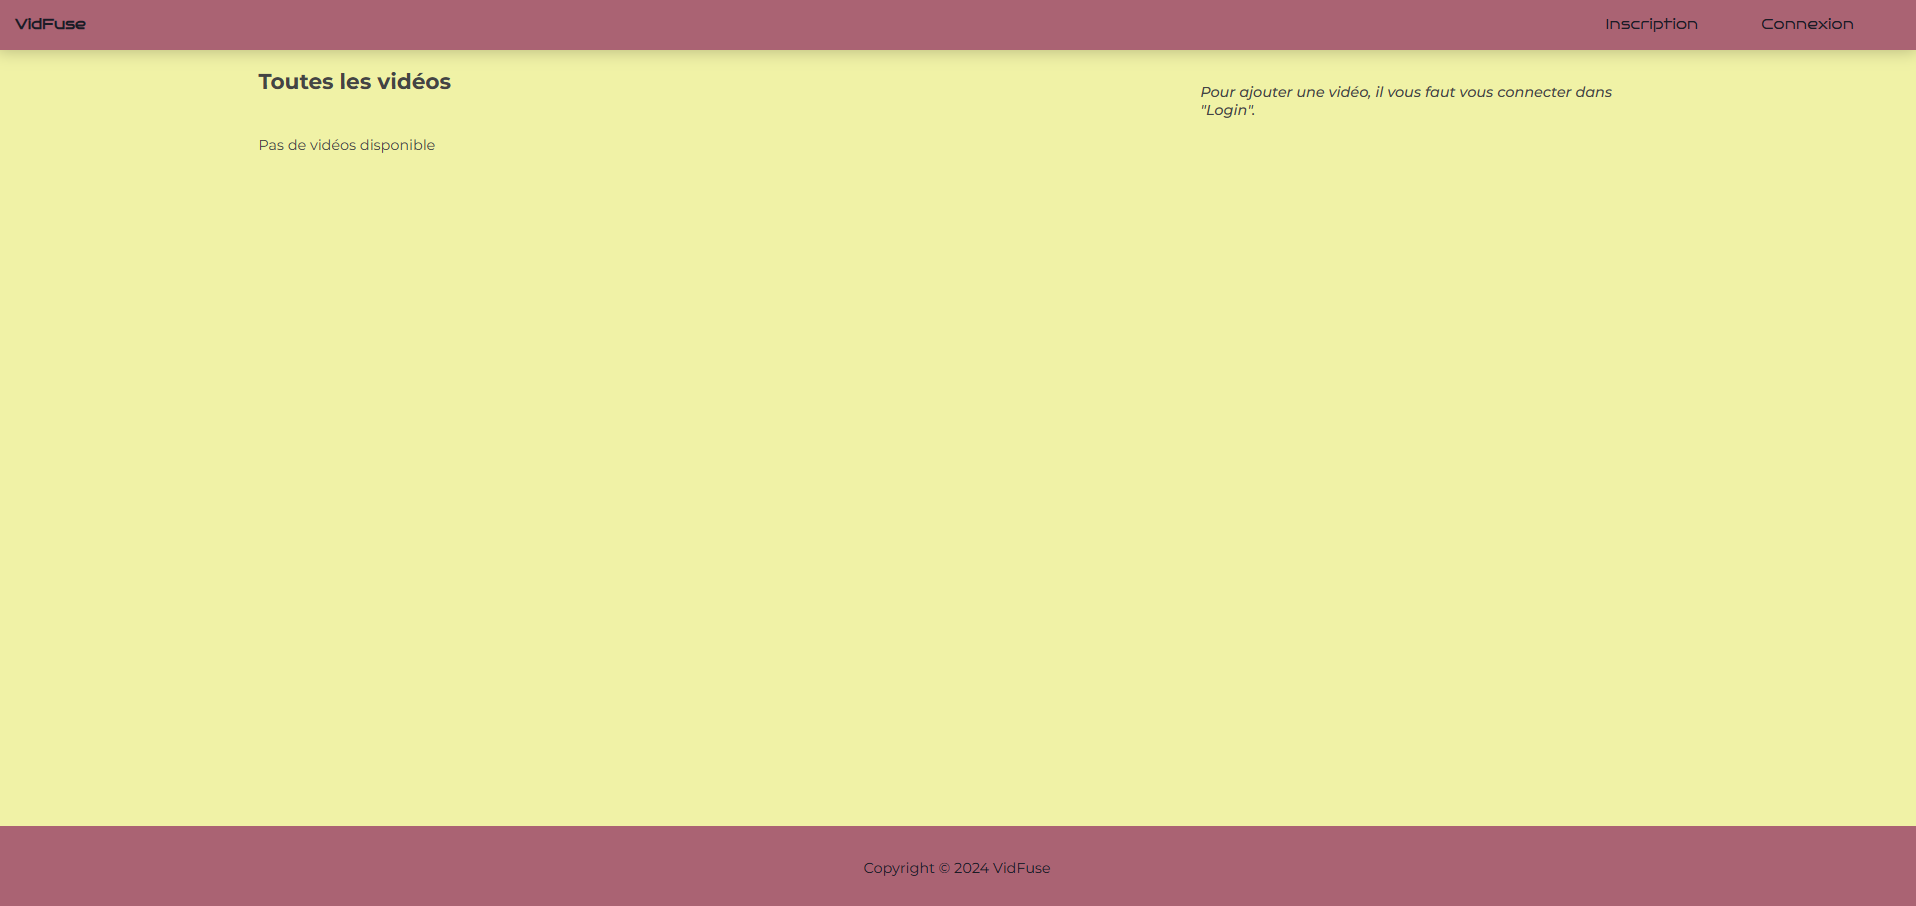 VidFuse
Inscription
Connexion
Toutes les vidéos
Pour ajouter une vidéo, il vous faut vous connecter dans
"Login".
Pas de vidéos disponible
Copyright © 2024 VidFuse